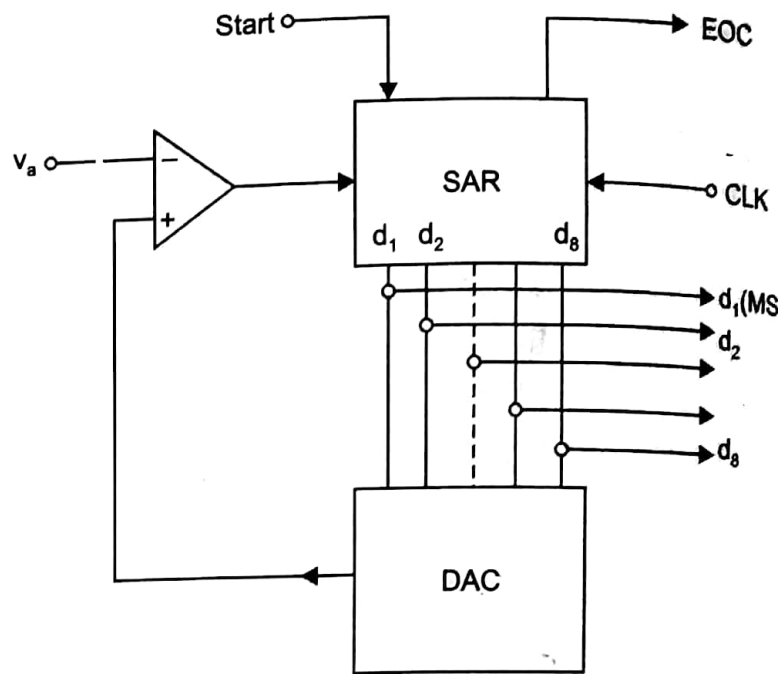 Start
EOC
vₐ
−
+
SAR
CLK
d₁ d₂ d₈
d₁(MS
d₂
d₈
DAC